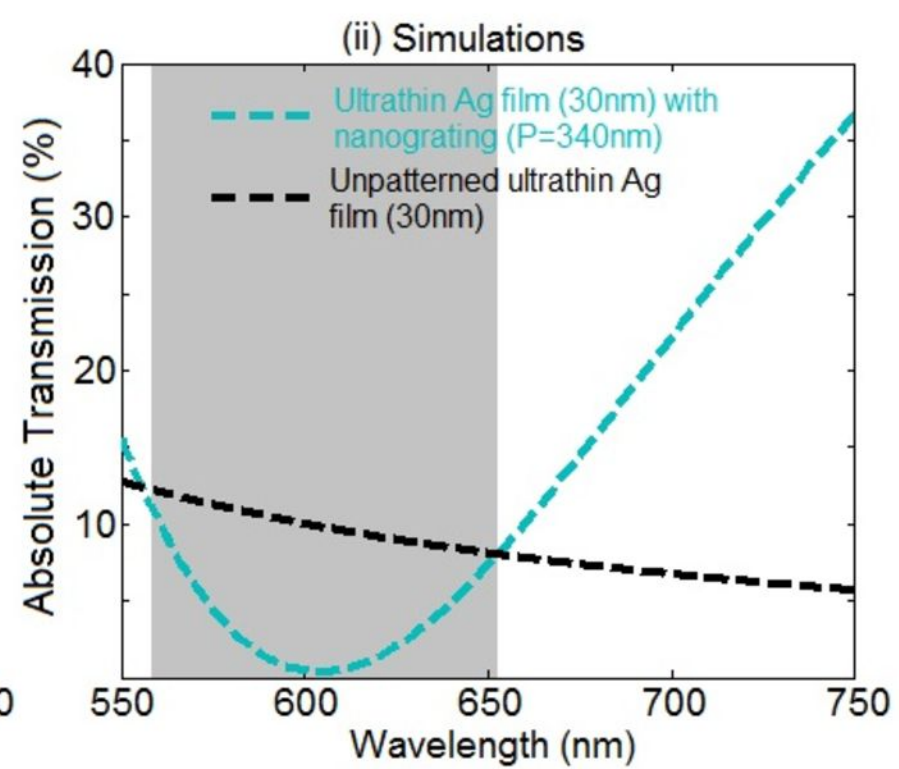 (ii) Simulations
Absolute Transmission (%)
40
30
20
10
Ultrathin Ag film (30nm) with
nanograting (P=340nm)
Unpatterned ultrathin Ag
film (30nm)
0
550 600 650 700 750
Wavelength (nm)